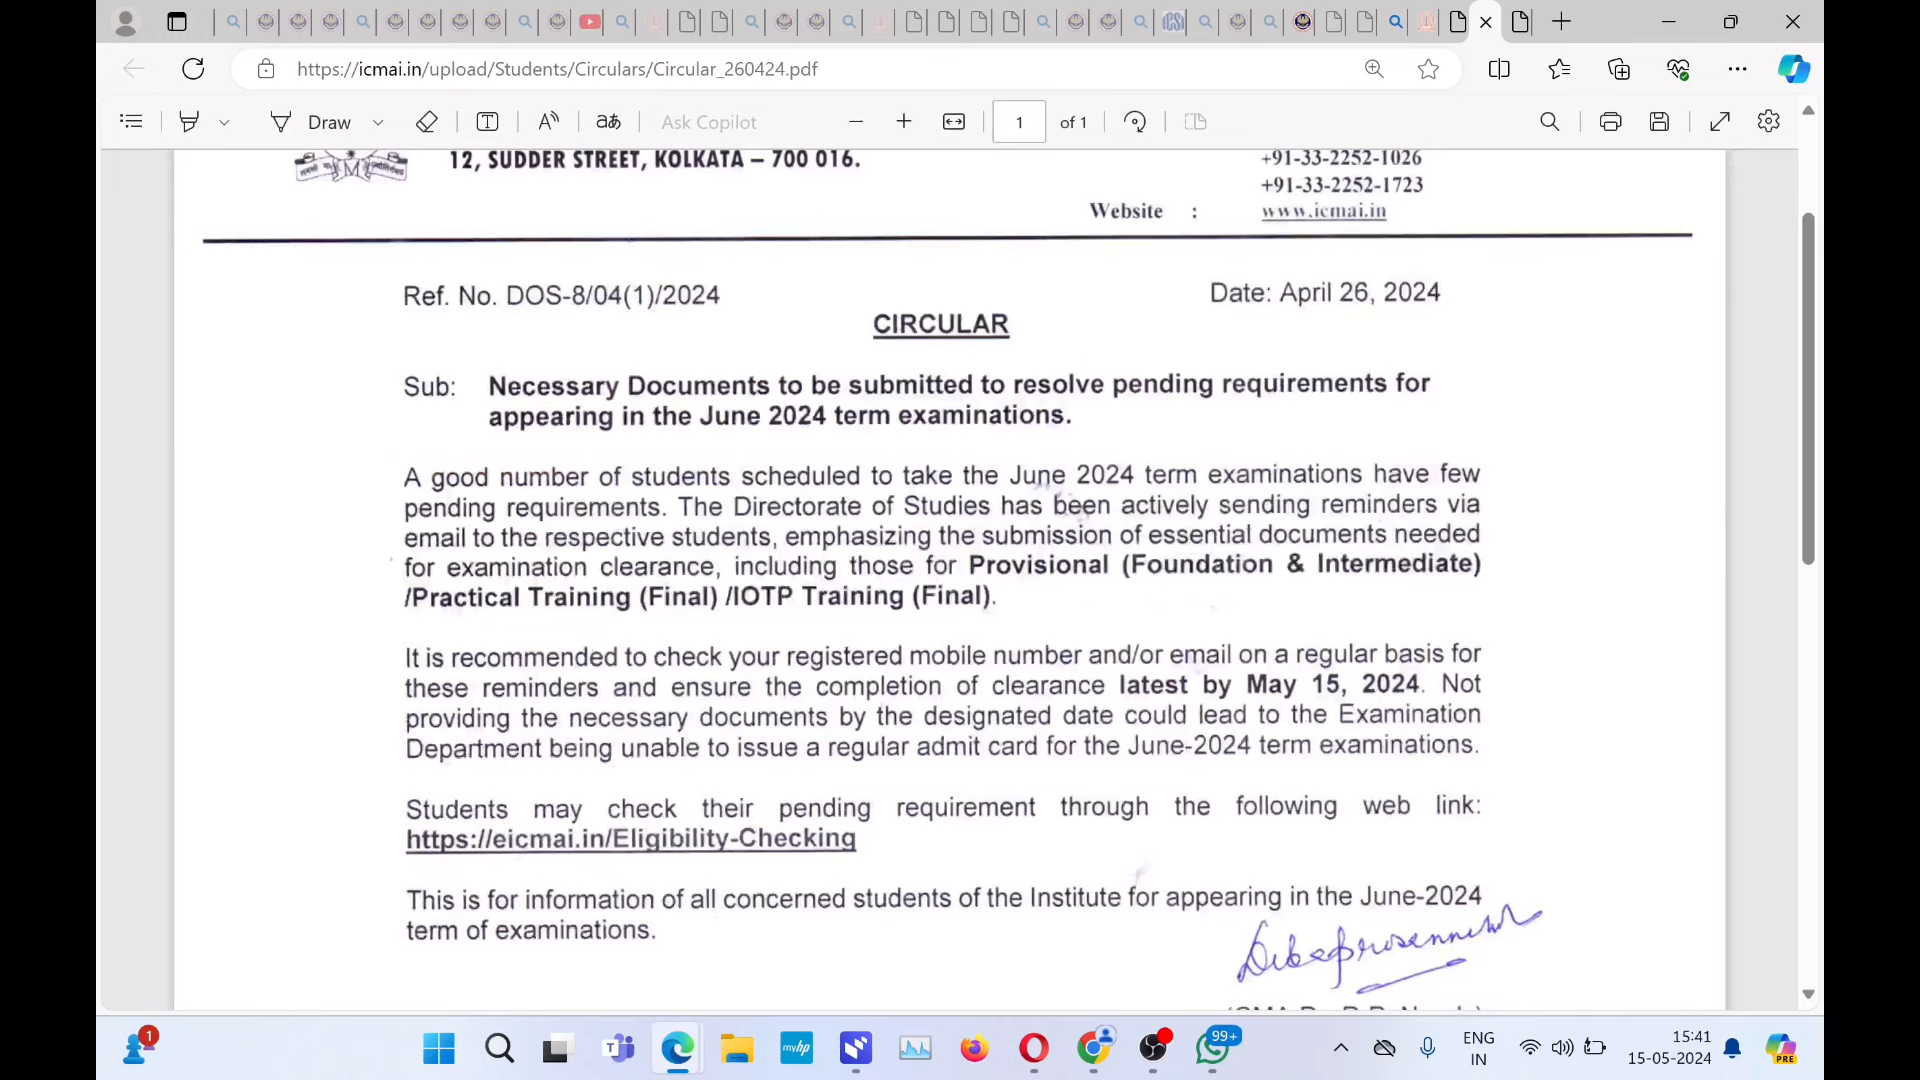 https://icmai.in/upload/Students/Circulars/Circular_260424.pdf
Draw
Ask Copilot
1 of 1
12, SUDDER STREET, KOLKATA – 700 016.
+91-33-2252-1026
+91-33-2252-1723
Website : www.icmai.in
Ref. No. DOS-8/04(1)/2024
Date: April 26, 2024
CIRCULAR
Sub: Necessary Documents to be submitted to resolve pending requirements for
appearing in the June 2024 term examinations.
A good number of students scheduled to take the June 2024 term examinations have few
pending requirements. The Directorate of Studies has been actively sending reminders via
email to the respective students, emphasizing the submission of essential documents needed
for examination clearance, including those for Provisional (Foundation & Intermediate)
/Practical Training (Final) /IOTP Training (Final).
It is recommended to check your registered mobile number and/or email on a regular basis for
these reminders and ensure the completion of clearance latest by May 15, 2024. Not
providing the necessary documents by the designated date could lead to the Examination
Department being unable to issue a regular admit card for the June-2024 term examinations.
Students may check their pending requirement through the following web link:
https://eicmai.in/Eligibility-Checking
This is for information of all concerned students of the Institute for appearing in the June-2024
term of examinations.
1
myhp
99+
ENG
IN
15:41
15-05-2024
PRE